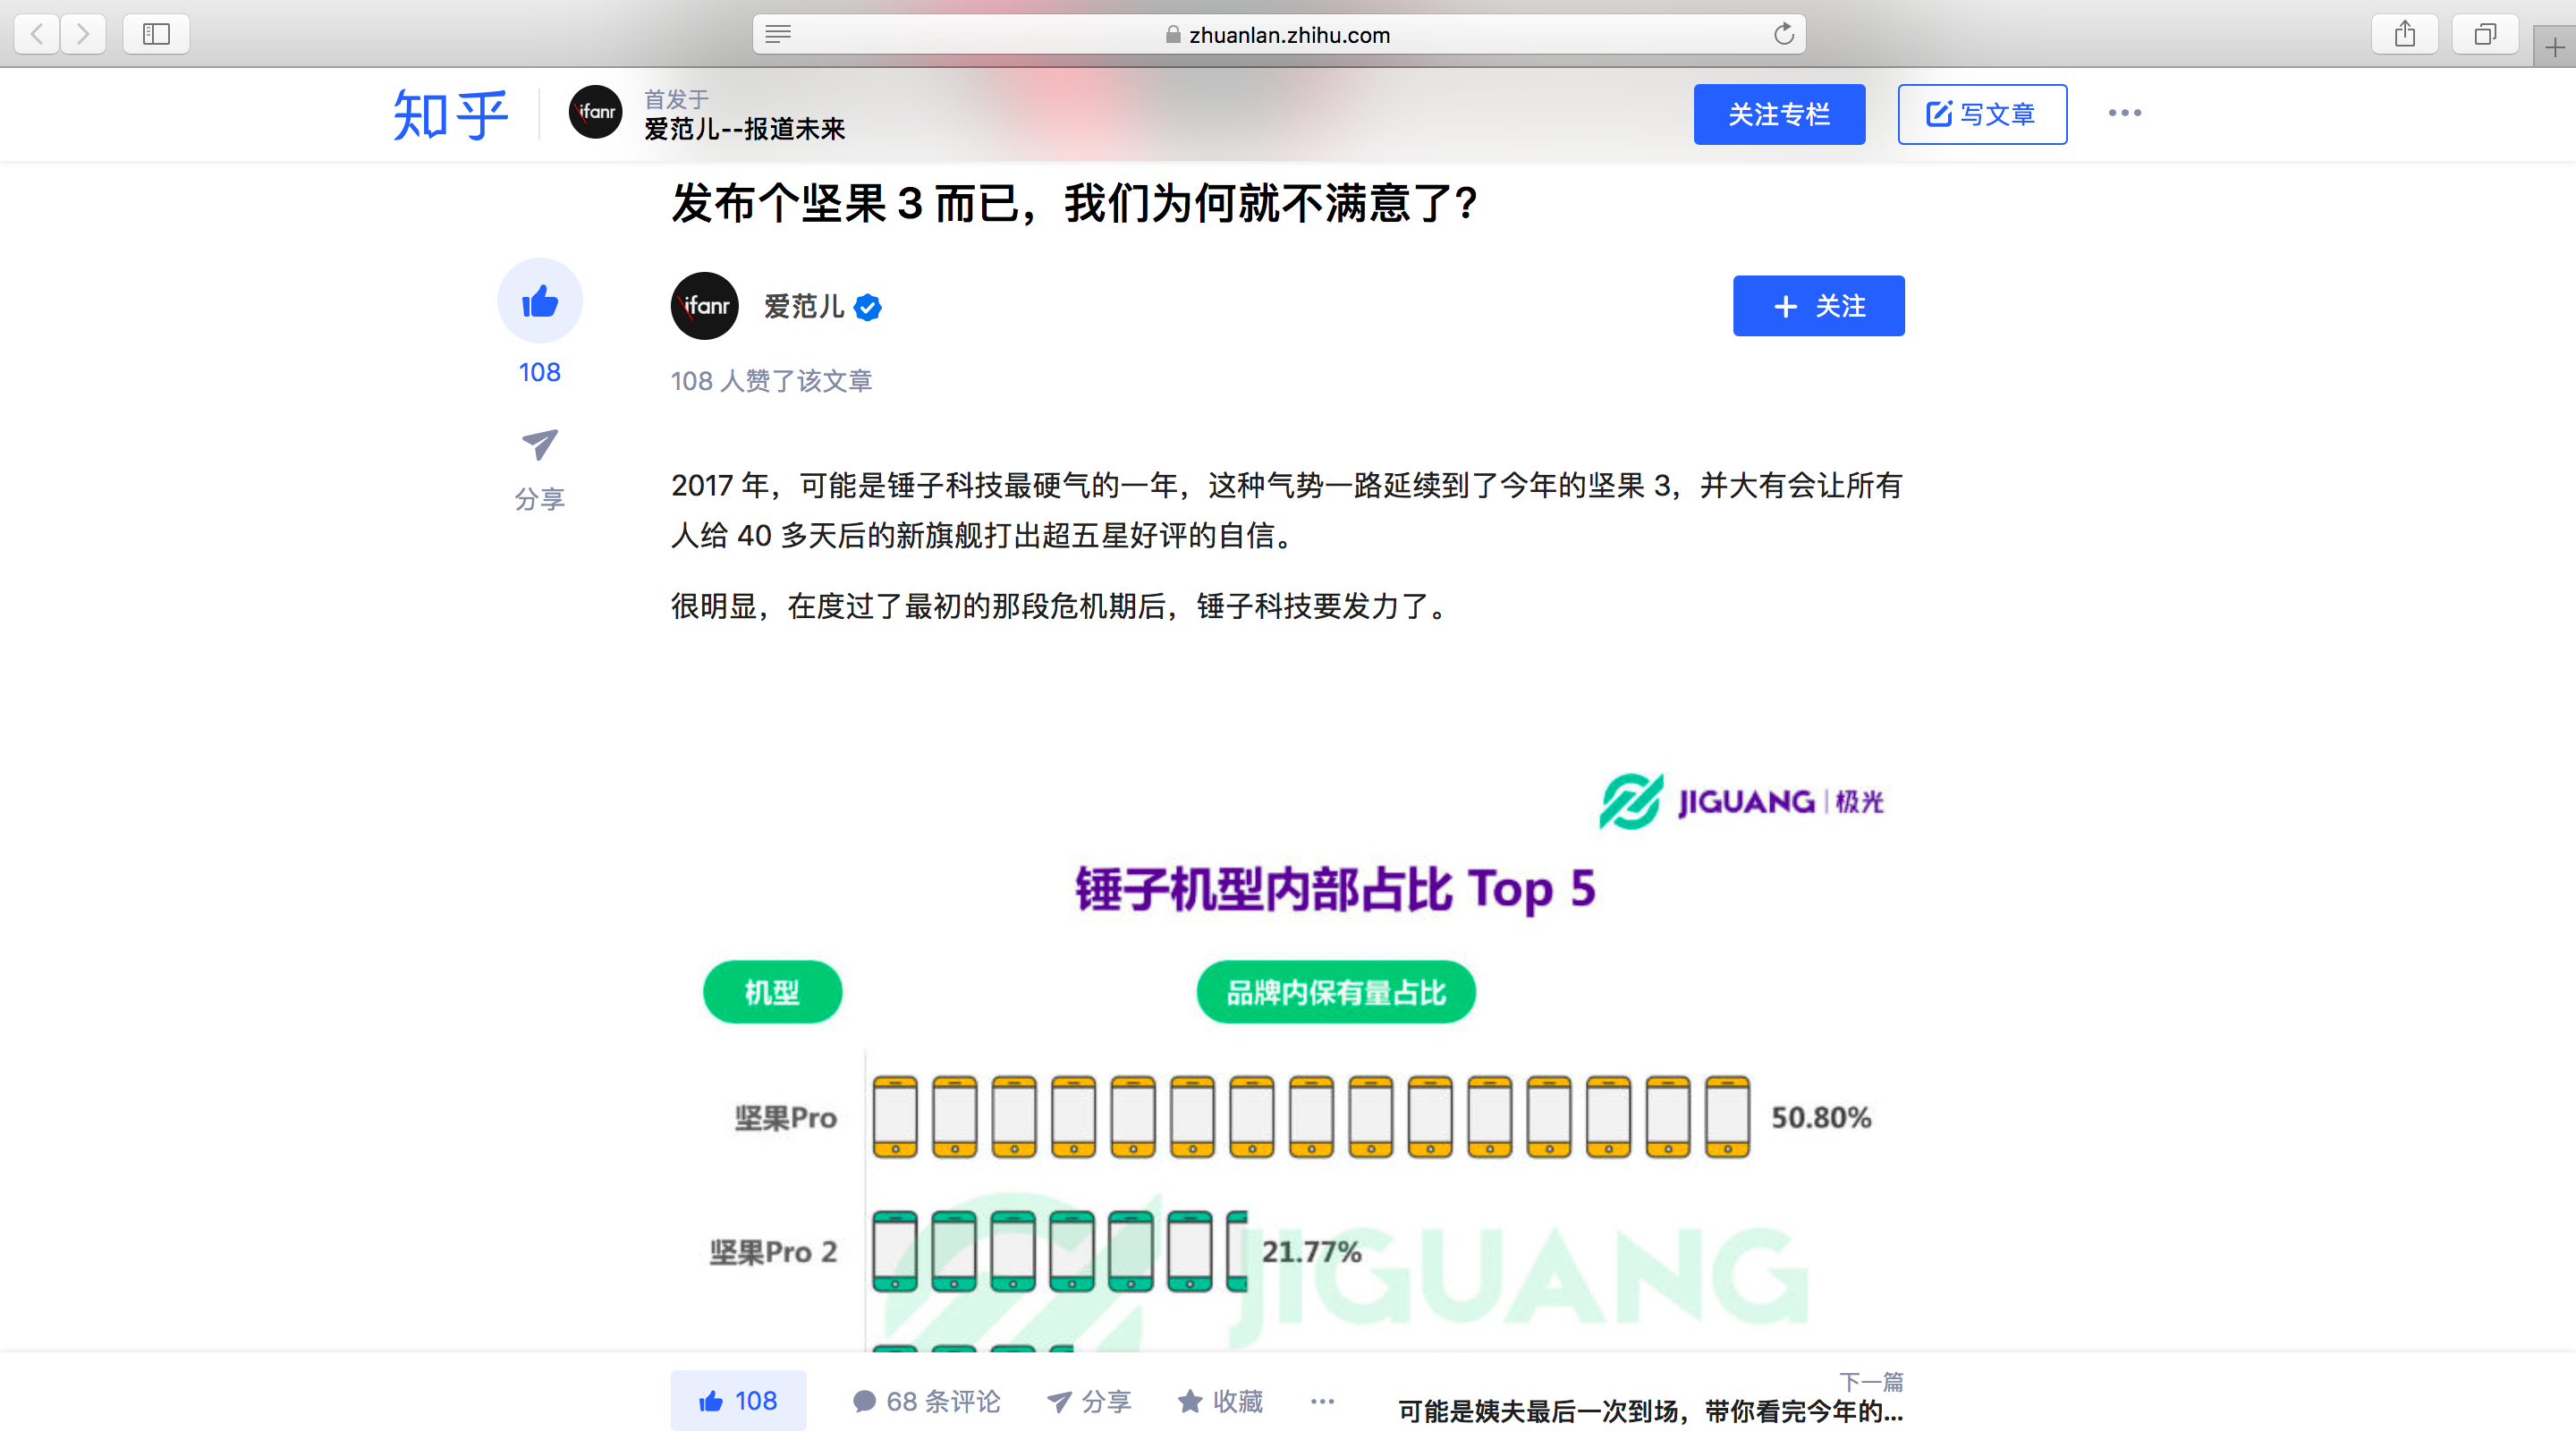 zhuanlan.zhihu.com
知乎
ifanr
首发于
爱范儿--报道未来
关注专栏
写文章
发布个坚果 3 而已，我们为何就不满意了？
ifanr
爱范儿
关注
108
108 人赞了该文章
分享
2017 年，可能是锤子科技最硬气的一年，这种气势一路延续到了今年的坚果 3，并大有会让所有
人给 40 多天后的新旗舰打出超五星好评的自信。
很明显，在度过了最初的那段危机期后，锤子科技要发力了。
JIGUANG | 极光
锤子机型内部占比 Top 5
机型
品牌内保有量占比
坚果Pro
50.80%
坚果Pro 2
21.77%
JIGUANG
108
68 条评论
分享
收藏
下一篇
可能是姨夫最后一次到场，带你看完今年的...